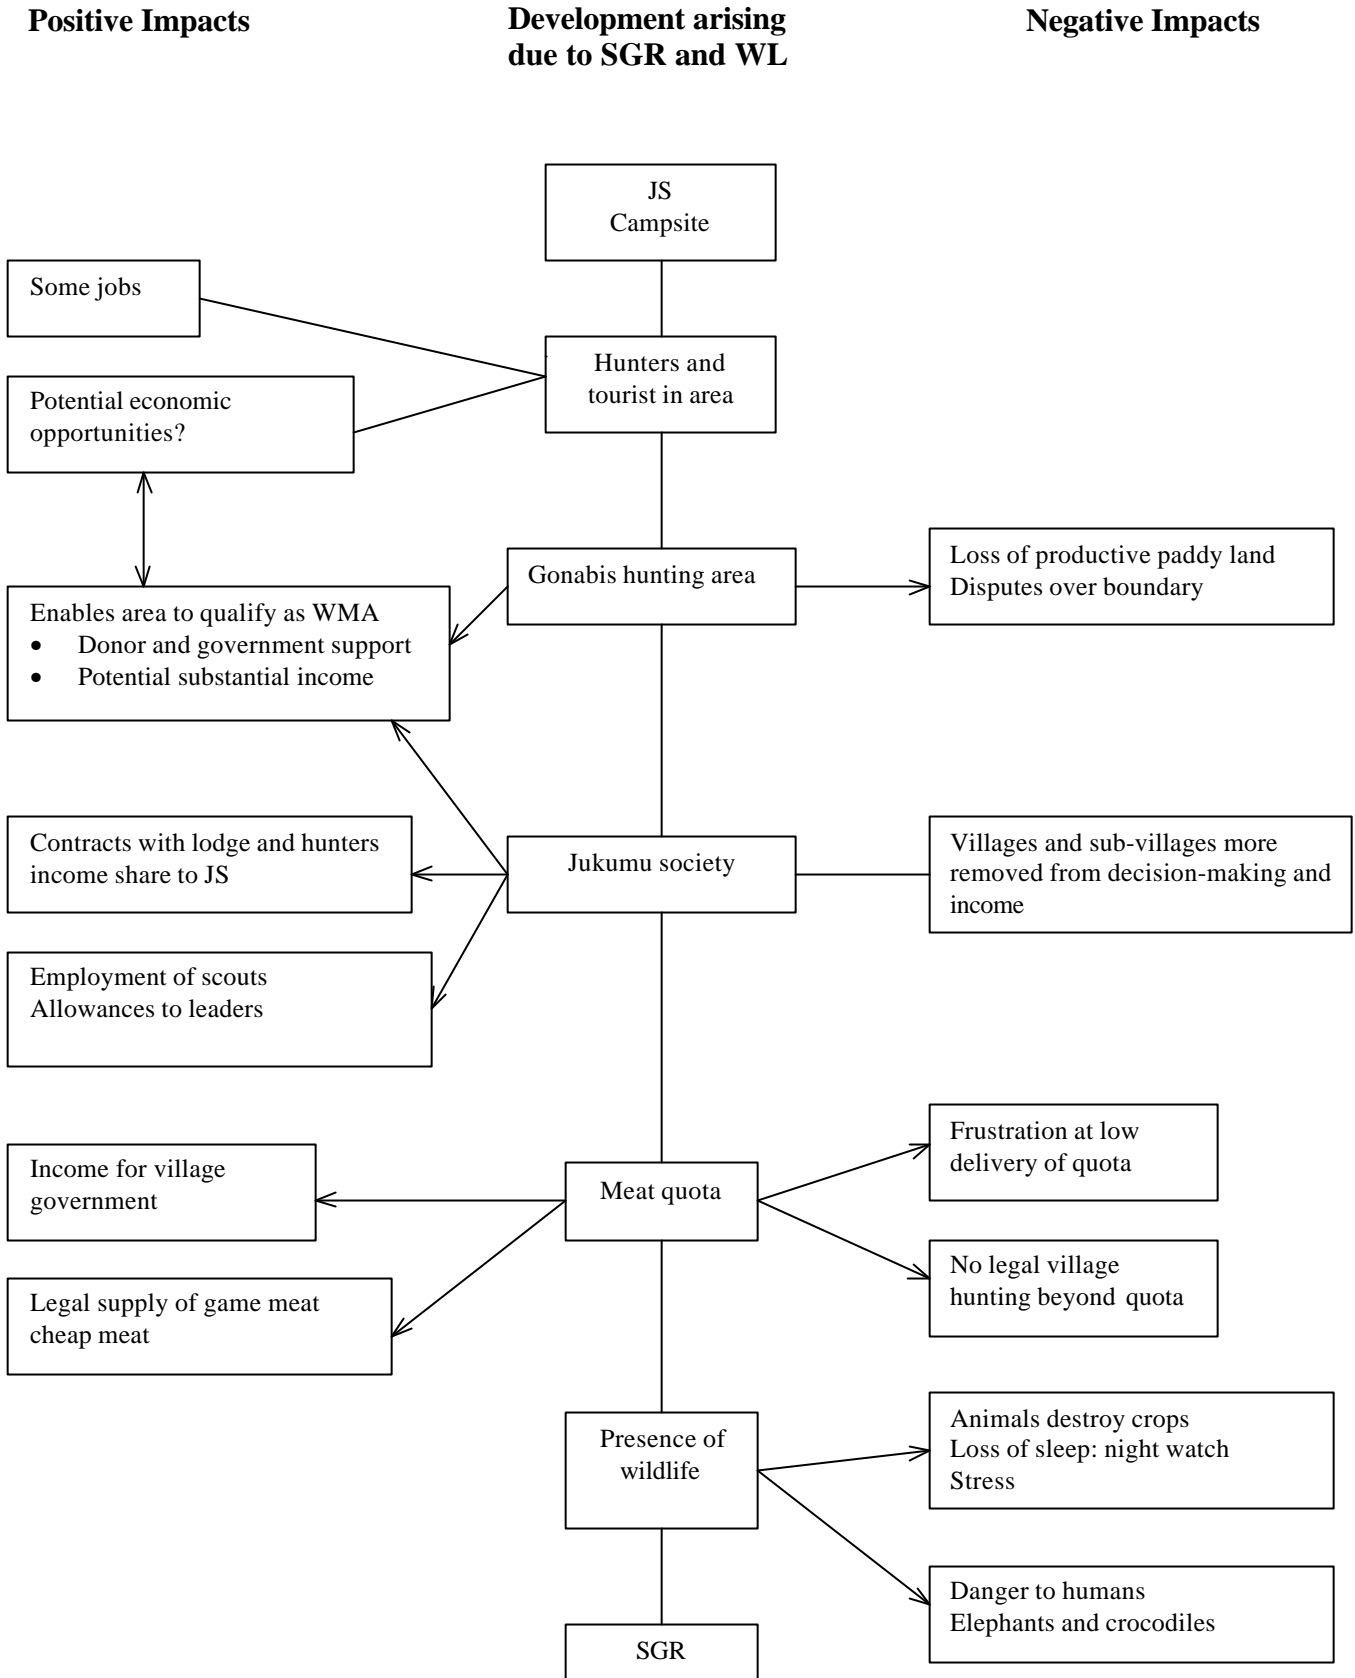 Positive Impacts
Development arising
due to SGR and WL
Negative Impacts
JS
Campsite
Some jobs
Hunters and
tourist in area
Potential economic
opportunities?
Gonabis hunting area
Loss of productive paddy land
Disputes over boundary
Enables area to qualify as WMA
• Donor and government support
• Potential substantial income
Contracts with lodge and hunters
income share to JS
Jukumu society
Villages and sub-villages more
removed from decision-making and
income
Employment of scouts
Allowances to leaders
Frustration at low
delivery of quota
Income for village
government
Meat quota
No legal village
hunting beyond quota
Legal supply of game meat
cheap meat
Presence of
wildlife
Animals destroy crops
Loss of sleep: night watch
Stress
Danger to humans
Elephants and crocodiles
SGR